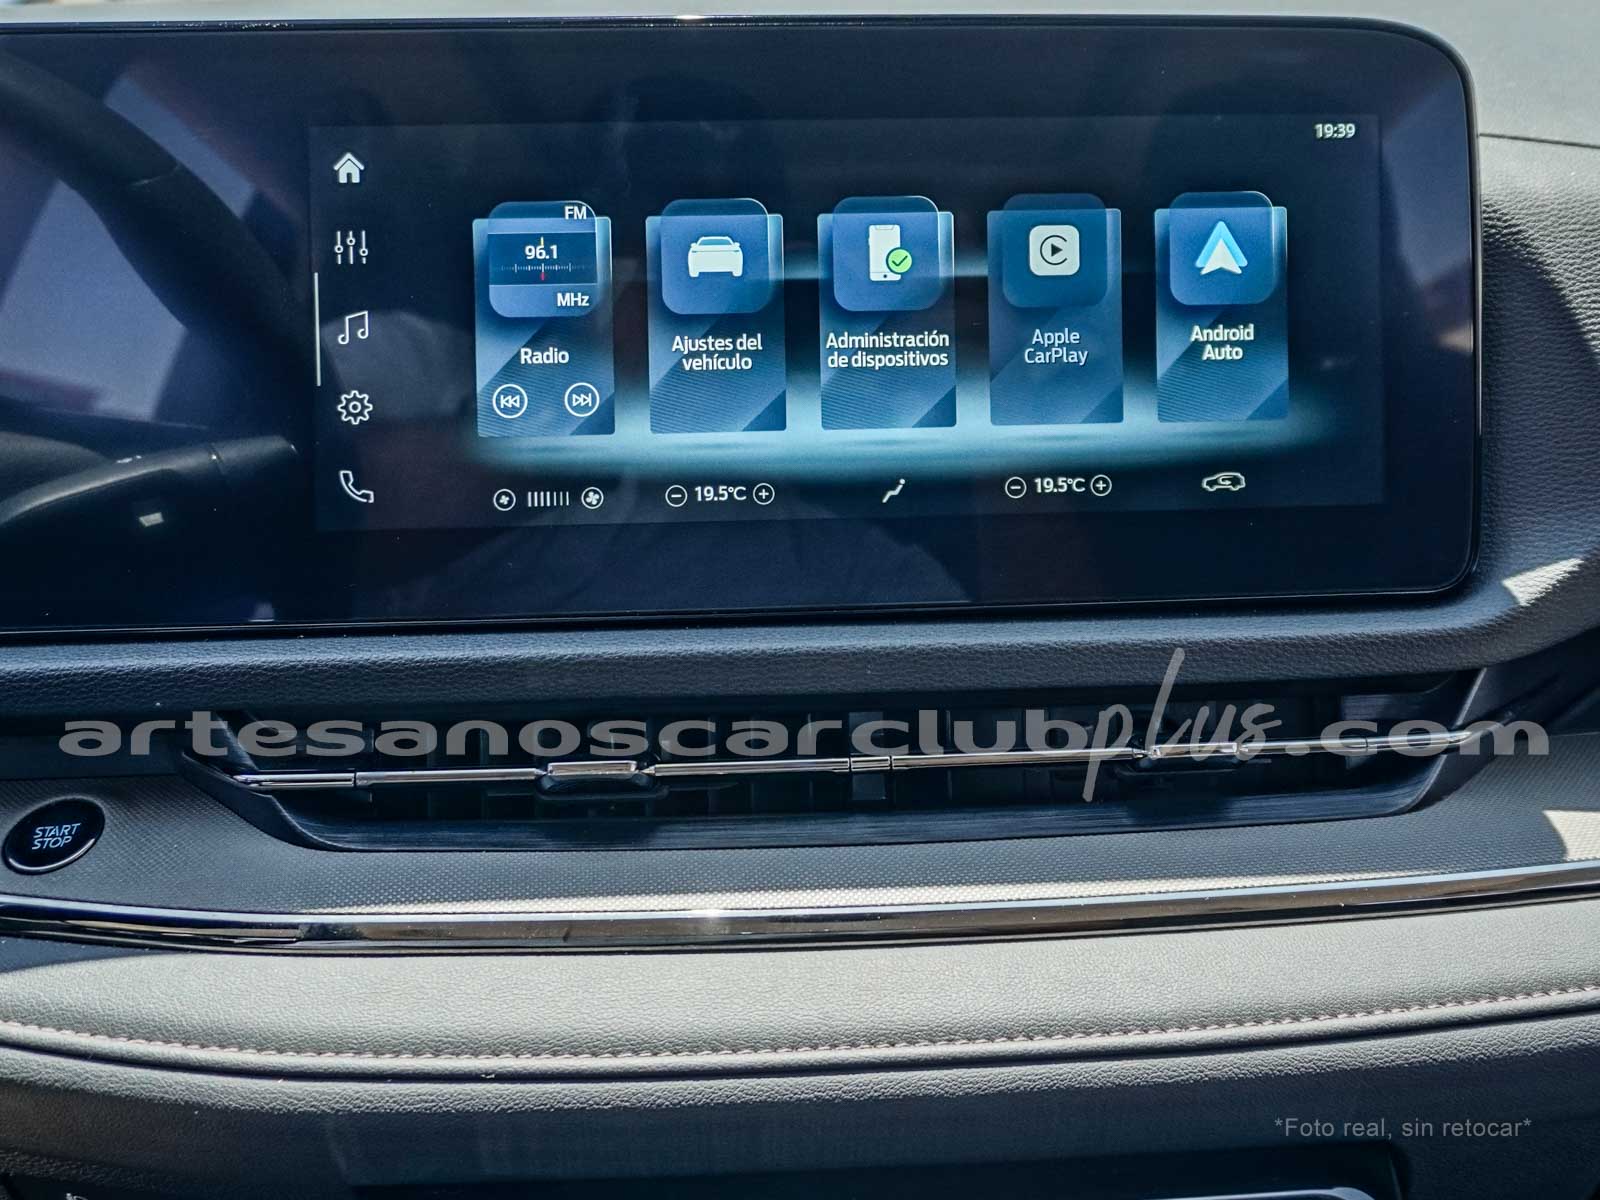 19:39
FM
96.1
MHz
Radio
Ajustes del
vehículo
Administración
de dispositivos
Apple
CarPlay
Android
Auto
19.5°C
19.5°C
artesanoscarclubplus.com
START
STOP
*Foto real, sin retocar*